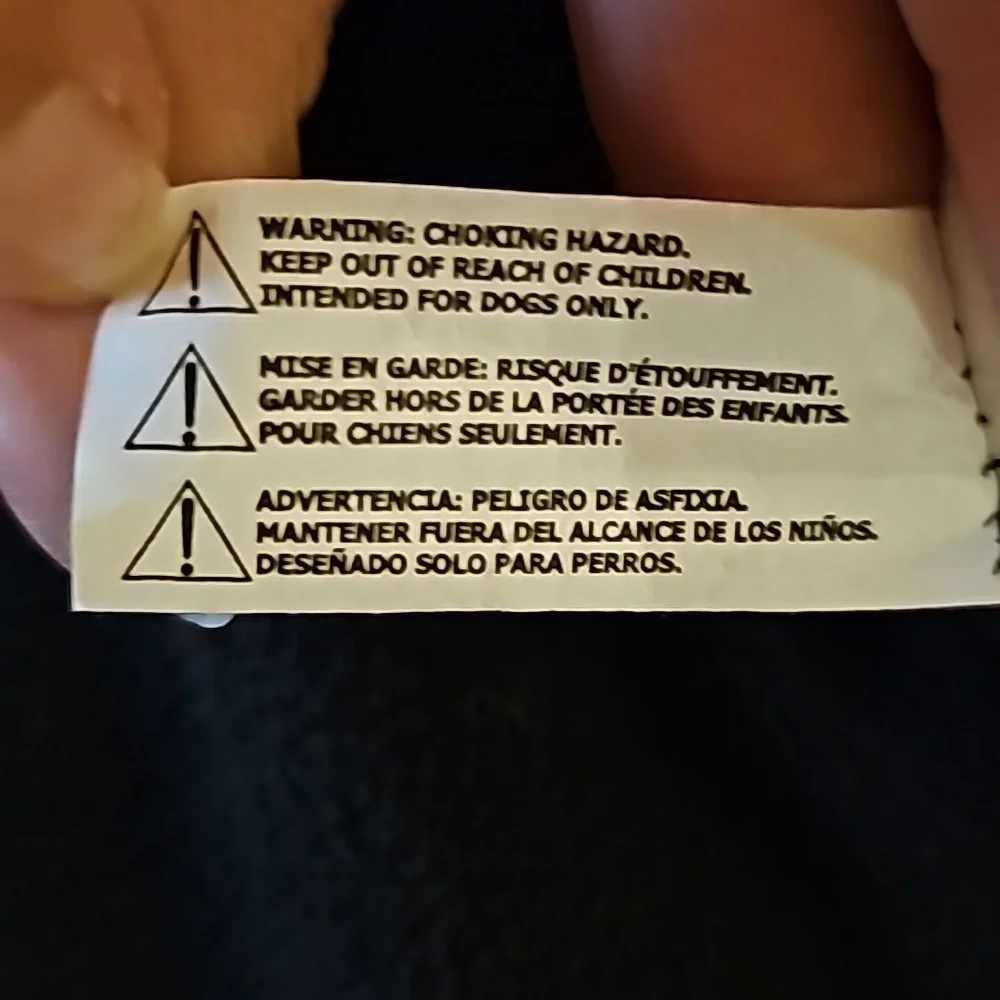 WARNING: CHOKING HAZARD.
KEEP OUT OF REACH OF CHILDREN.
INTENDED FOR DOGS ONLY.
MISE EN GARDE: RISQUE D'ÉTOUFFEMENT.
GARDER HORS DE LA PORTÉE DES ENFANTS.
POUR CHIENS SEULEMENT.
ADVERTENCIA: PELIGRO DE ASFIXIA.
MANTENER FUERA DEL ALCANCE DE LOS NIÑOS.
DESEÑADO SOLO PARA PERROS.